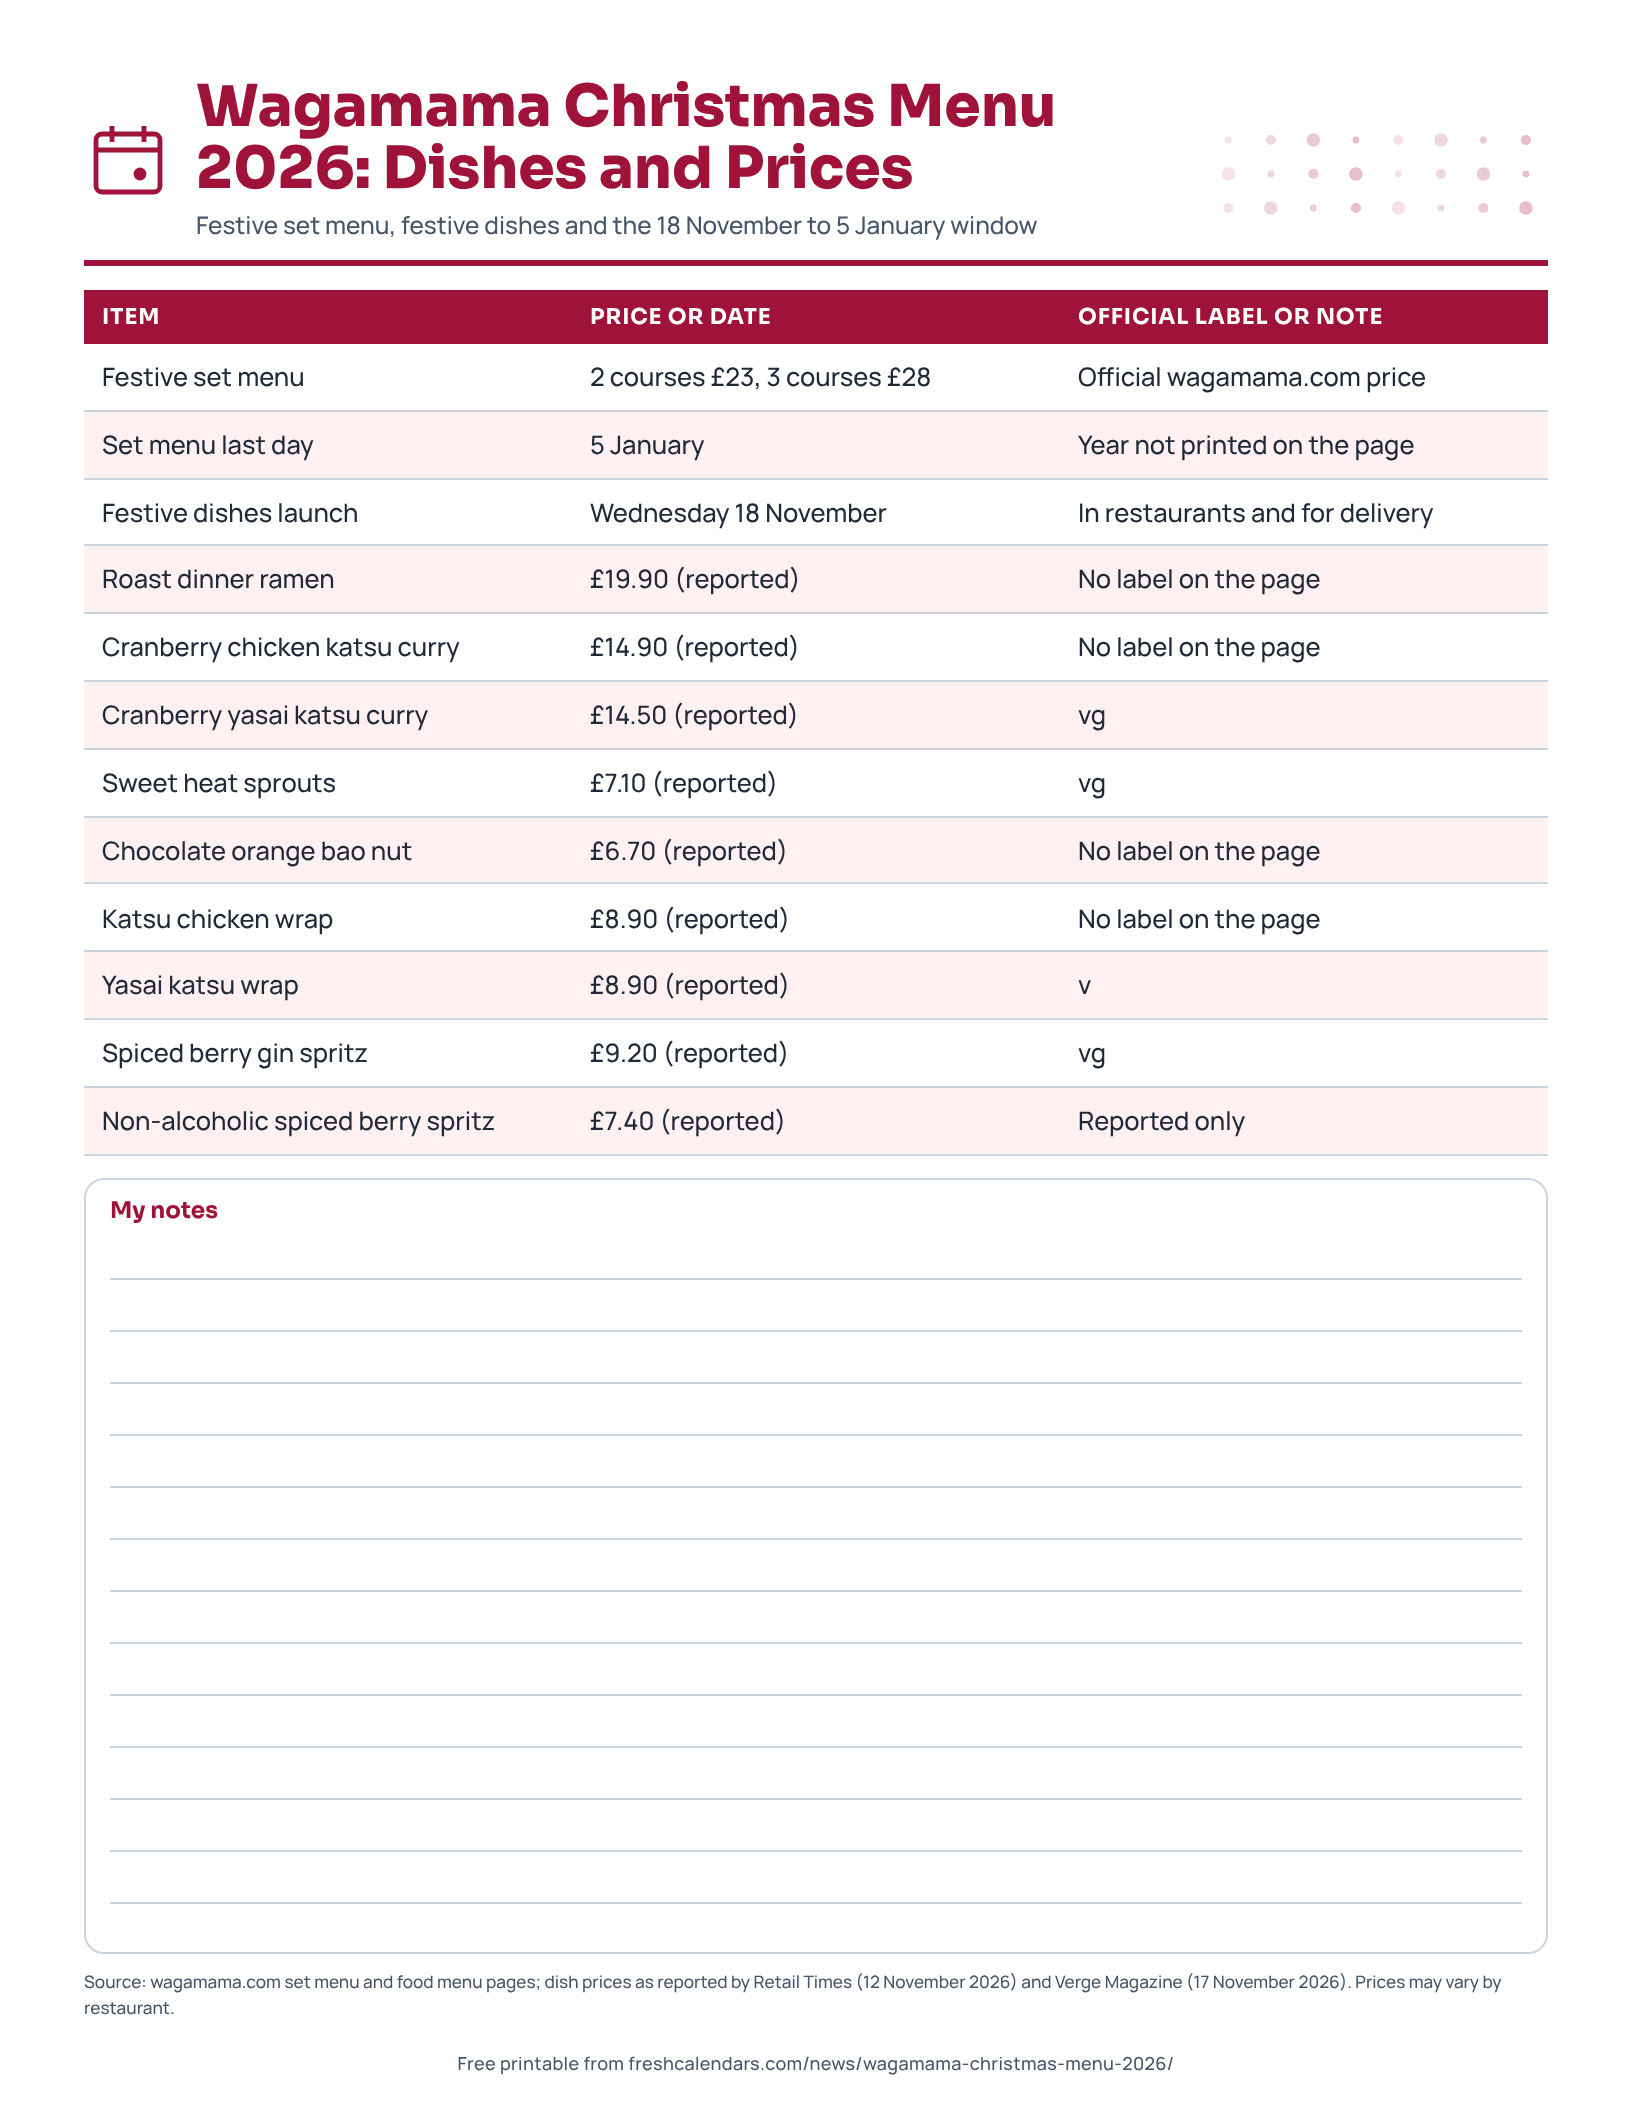 Wagamama Christmas Menu
2026: Dishes and Prices
Festive set menu, festive dishes and the 18 November to 5 January window
ITEM PRICE OR DATE OFFICIAL LABEL OR NOTE
Festive set menu 2 courses £23, 3 courses £28 Official wagamama.com price
Set menu last day 5 January Year not printed on the page
Festive dishes launch Wednesday 18 November In restaurants and for delivery
Roast dinner ramen £19.90 (reported) No label on the page
Cranberry chicken katsu curry £14.90 (reported) No label on the page
Cranberry yasai katsu curry £14.50 (reported) vg
Sweet heat sprouts £7.10 (reported) vg
Chocolate orange bao nut £6.70 (reported) No label on the page
Katsu chicken wrap £8.90 (reported) No label on the page
Yasai katsu wrap £8.90 (reported) v
Spiced berry gin spritz £9.20 (reported) vg
Non-alcoholic spiced berry spritz £7.40 (reported) Reported only
My notes
Source: wagamama.com set menu and food menu pages; dish prices as reported by Retail Times (12 November 2026) and Verge Magazine (17 November 2026). Prices may vary by
restaurant.
Free printable from freshcalendars.com/news/wagamama-christmas-menu-2026/